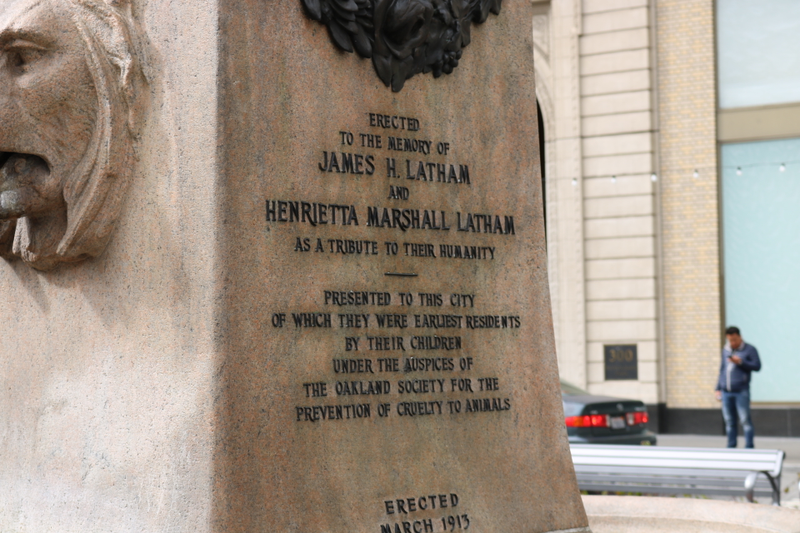 ERECTED
TO THE MEMORY OF
JAMES H. LATHAM
AND
HENRIETTA MARSHALL LATHAM
AS A TRIBUTE TO THEIR HUMANITY
PRESENTED TO THIS CITY
OF WHICH THEY WERE EARLIEST RESIDENTS
BY THEIR CHILDREN
UNDER THE AUSPICES OF
THE OAKLAND SOCIETY FOR THE
PREVENTION OF CRUELTY TO ANIMALS
ERECTED
MARCH 1913